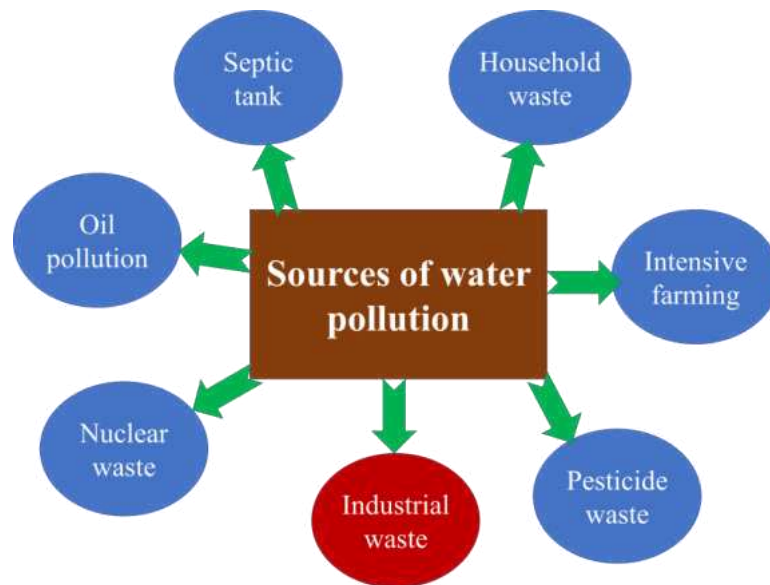 Septic
tank
Household
waste
Oil
pollution
Sources of water
pollution
Intensive
farming
Nuclear
waste
Industrial
waste
Pesticide
waste